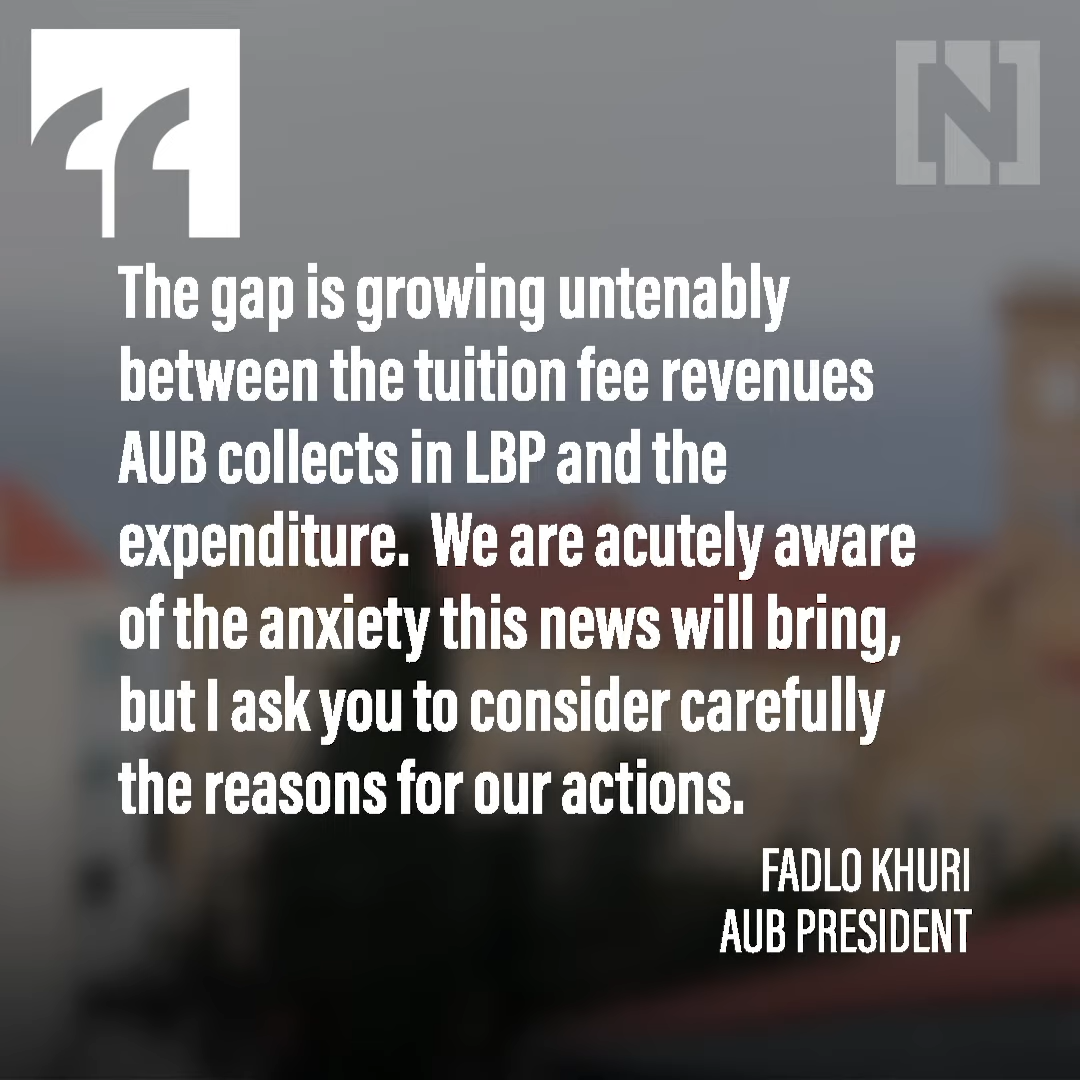 [N]
The gap is growing untenably
between the tuition fee revenues
AUB collects in LBP and the
expenditure.  We are acutely aware
of the anxiety this news will bring,
but I ask you to consider carefully
the reasons for our actions.
FADLO KHURI
AUB PRESIDENT